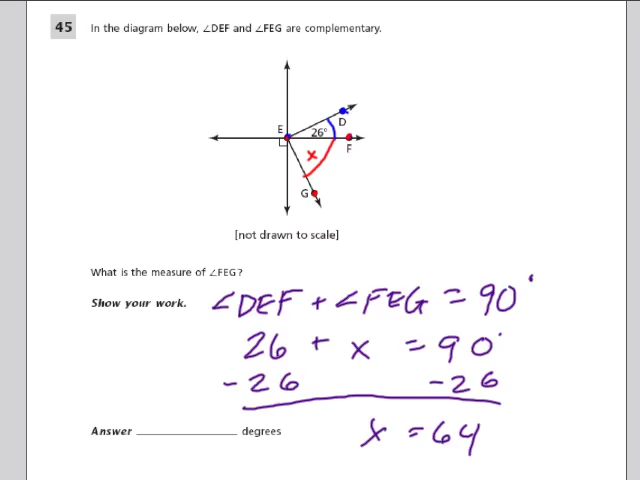 45 In the diagram below, ∠DEF and ∠FEG are complementary.
E
26°
D
F
x
G
[not drawn to scale]
What is the measure of ∠FEG?
Show your work. ∠DEF + ∠FEG = 90°
26 + x = 90°
-26 -26
Answer ____________ degrees x = 64